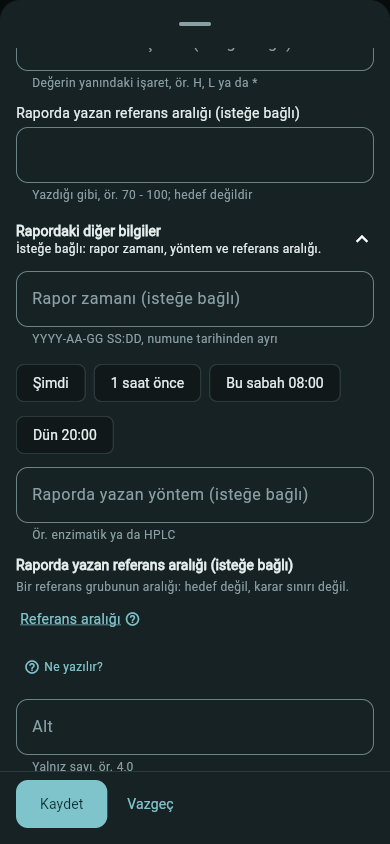 Değerin yanındaki işaret, ör. H, L ya da *
Raporda yazan referans aralığı (isteğe bağlı)
Yazdığı gibi, ör. 70 - 100; hedef değildir
Rapordaki diğer bilgiler
İsteğe bağlı: rapor zamanı, yöntem ve referans aralığı.
Rapor zamanı (isteğe bağlı)
YYYY-AA-GG SS:DD, numune tarihinden ayrı
Şimdi
1 saat önce
Bu sabah 08:00
Dün 20:00
Raporda yazan yöntem (isteğe bağlı)
Ör. enzimatik ya da HPLC
Raporda yazan referans aralığı (isteğe bağlı)
Bir referans grubunun aralığı: hedef değil, karar sınırı değil.
Referans aralığı
Ne yazılır?
Alt
Yalnız sayı, ör. 4,0
Kaydet
Vazgeç